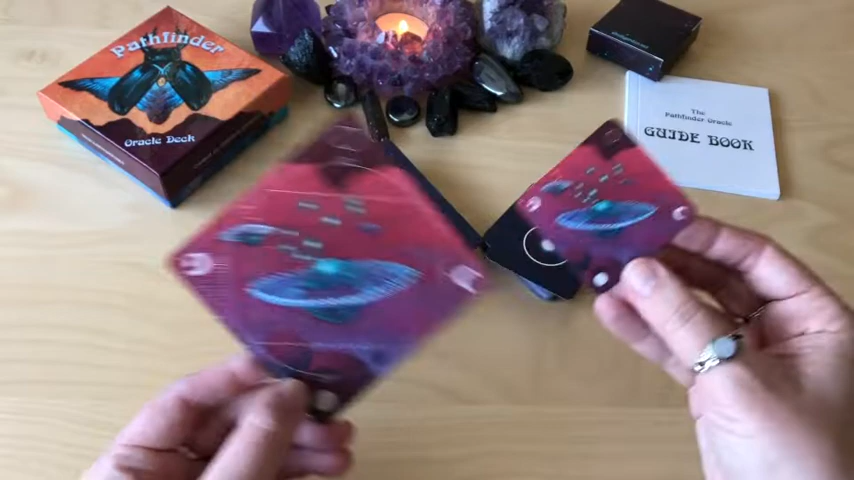 Pathfinder
Oracle Deck
The
Pathfinder Oracle
GUIDE BOOK